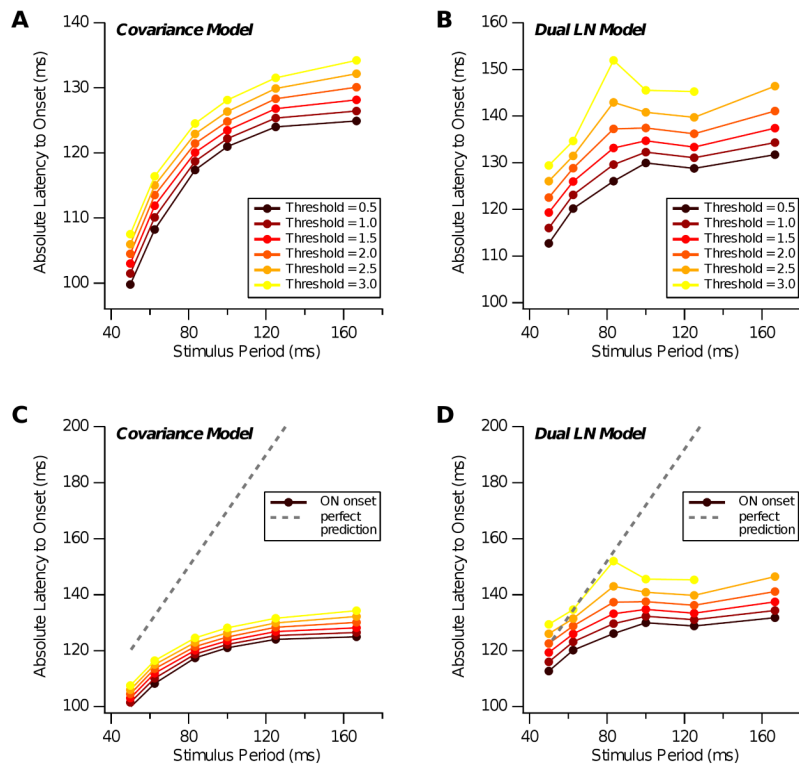 A
Covariance Model
140
130
120
110
100
Absolute Latency to Onset (ms)
Threshold = 0.5
Threshold = 1.0
Threshold = 1.5
Threshold = 2.0
Threshold = 2.5
Threshold = 3.0
40 80 120 160
Stimulus Period (ms)
B
Dual LN Model
160
150
140
130
120
110
100
Absolute Latency to Onset (ms)
Threshold = 0.5
Threshold = 1.0
Threshold = 1.5
Threshold = 2.0
Threshold = 2.5
Threshold = 3.0
40 80 120 160
Stimulus Period (ms)
C
Covariance Model
200
180
160
140
120
100
Absolute Latency to Onset (ms)
ON onset
perfect
prediction
40 80 120 160
Stimulus Period (ms)
D
Dual LN Model
200
180
160
140
120
100
Absolute Latency to Onset (ms)
ON onset
perfect
prediction
40 80 120 160
Stimulus Period (ms)